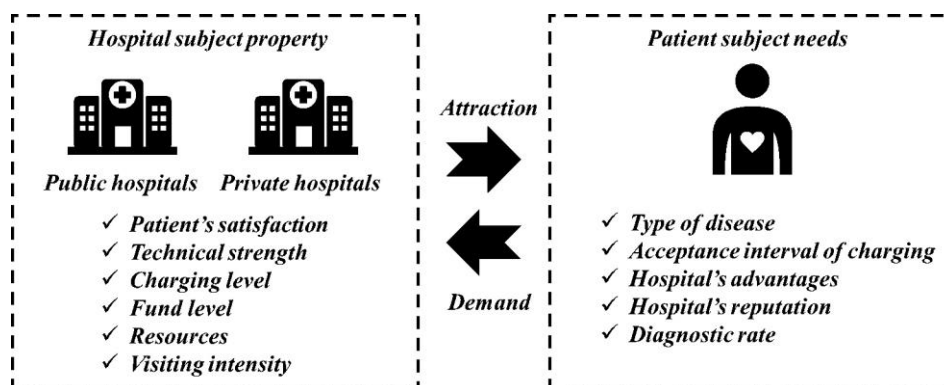 Hospital subject property
Public hospitals
Private hospitals
✓ Patient's satisfaction
✓ Technical strength
✓ Charging level
✓ Fund level
✓ Resources
✓ Visiting intensity
Attraction
Demand
Patient subject needs
✓ Type of disease
✓ Acceptance interval of charging
✓ Hospital's advantages
✓ Hospital's reputation
✓ Diagnostic rate